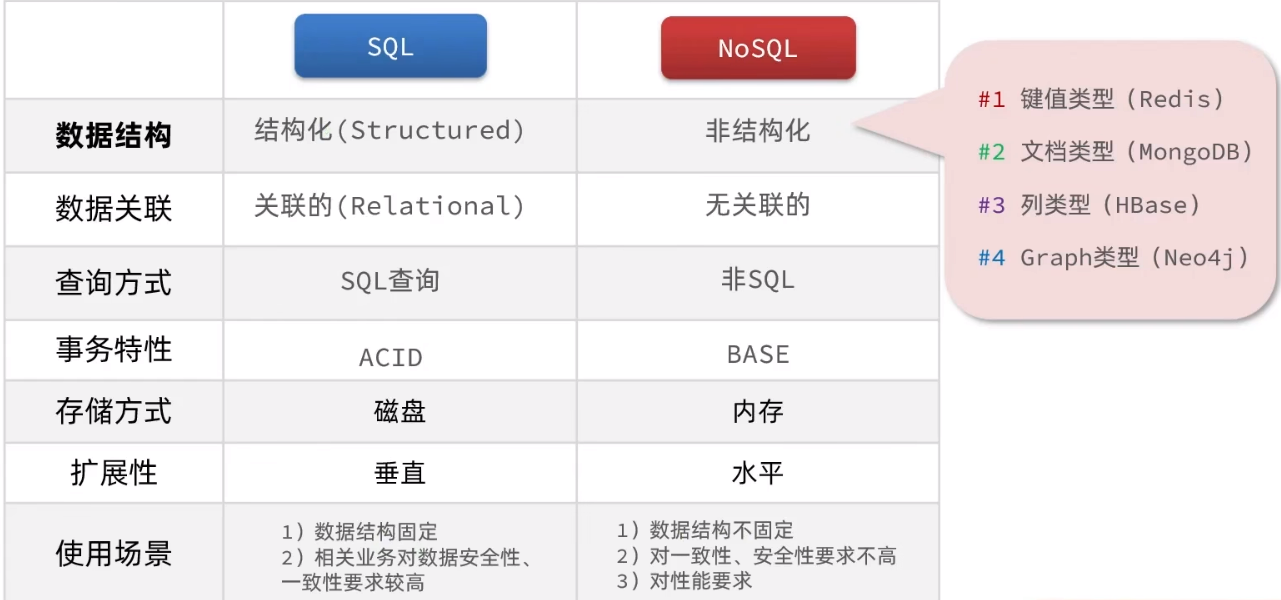 SQL
NoSQL
数据结构
结构化(Structured)
非结构化
#1 键值类型（Redis）
#2 文档类型（MongoDB）
#3 列类型（HBase）
#4 Graph类型（Neo4j）
数据关联
关联的(Relational)
无关联的
查询方式
SQL查询
非SQL
事务特性
ACID
BASE
存储方式
磁盘
内存
扩展性
垂直
水平
使用场景
1）数据结构固定
2）相关业务对数据安全性、
一致性要求较高
1）数据结构不固定
2）对一致性、安全性要求不高
3）对性能要求